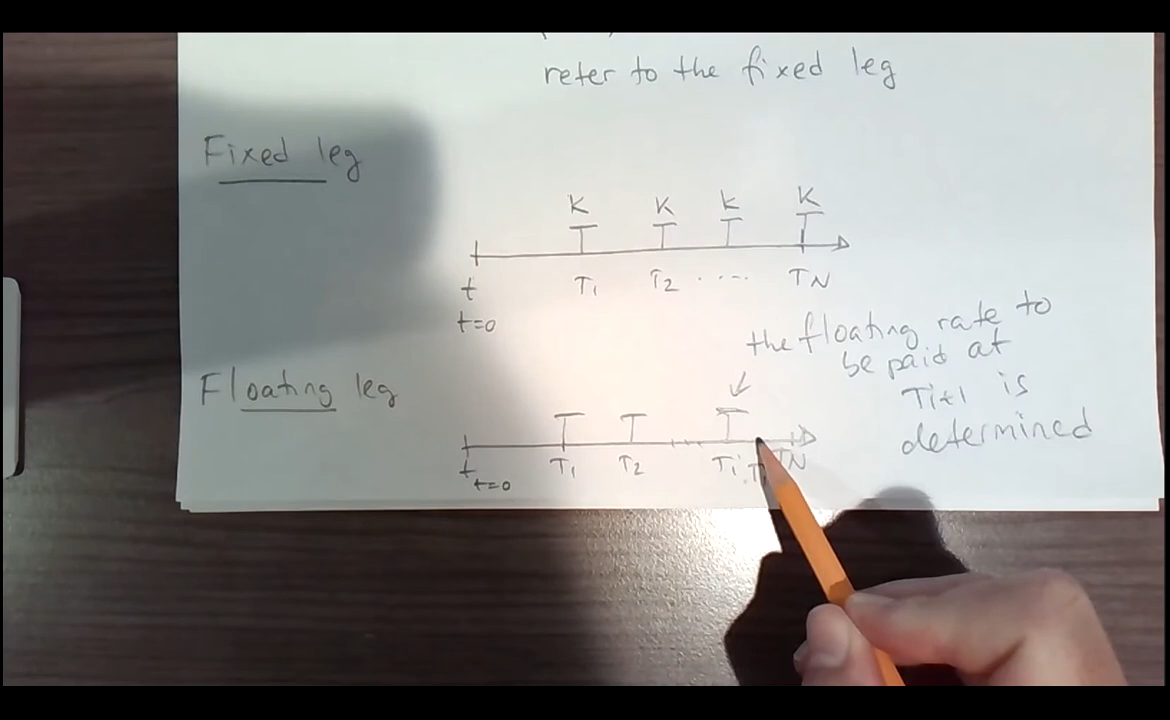 refer to the fixed leg
Fixed leg
K K K K
t T1 T2 ..... TN
t=0
the floating rate to
be paid at
Ti+1 is
determined
Floating leg
t T1 T2 Ti TN
t=0